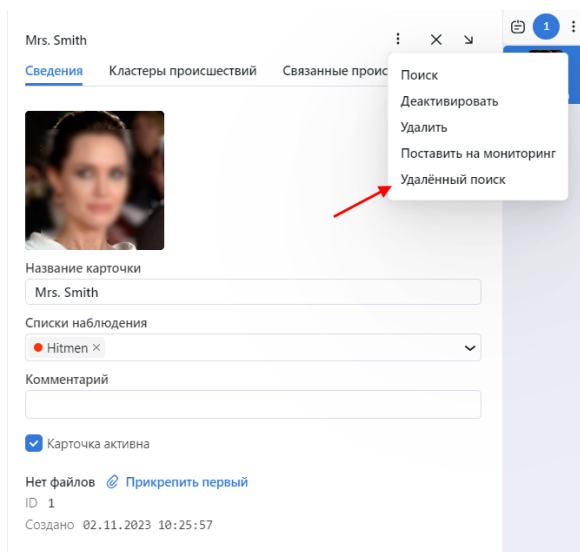 Mrs. Smith
1
Сведения Кластеры происшествий Связанные проис
Поиск
Деактивировать
Удалить
Поставить на мониторинг
Удалённый поиск
Название карточки
Mrs. Smith
Списки наблюдения
Hitmen ×
Комментарий
Карточка активна
Нет файлов Прикрепить первый
ID 1
Создано 02.11.2023 10:25:57